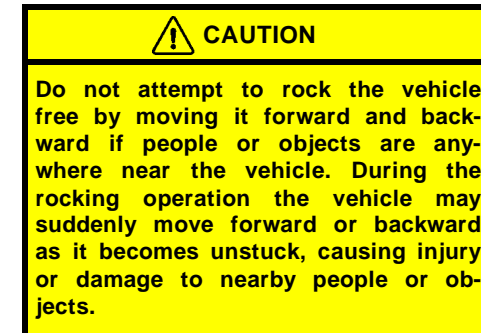 CAUTION
Do not attempt to rock the vehicle
free by moving it forward and back-
ward if people or objects are any-
where near the vehicle. During the
rocking operation the vehicle may
suddenly move forward or backward
as it becomes unstuck, causing injury
or damage to nearby people or ob-
jects.